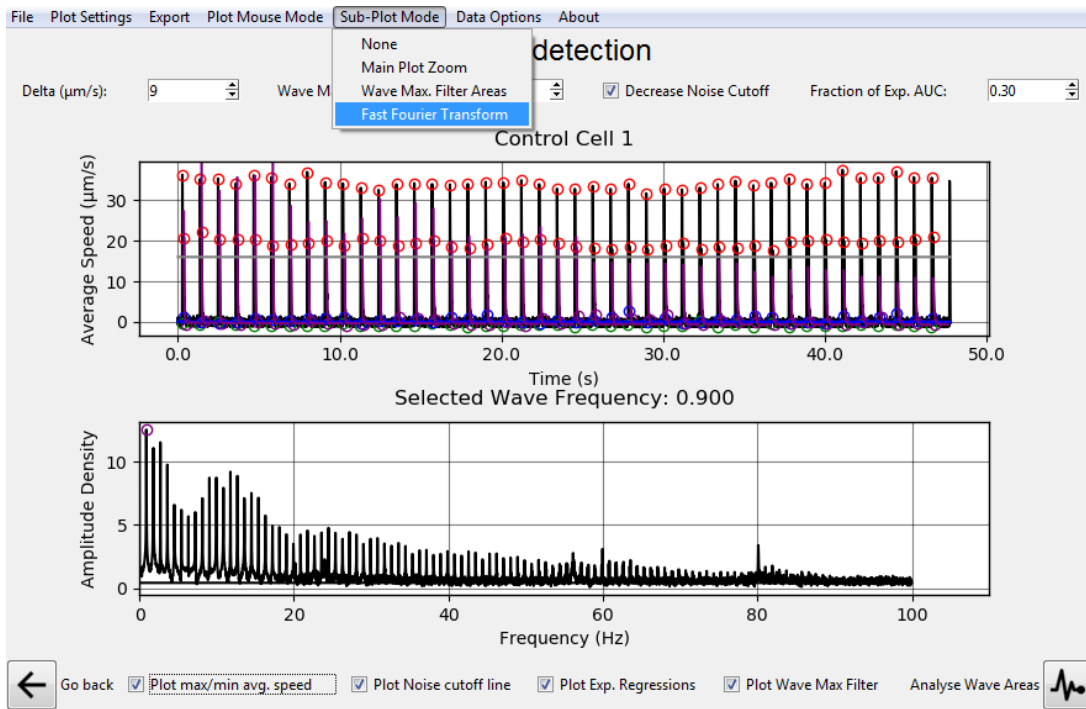 File Plot Settings Export Plot Mouse Mode Sub-Plot Mode Data Options About
None
Main Plot Zoom
Wave Max. Filter Areas
Fast Fourier Transform
detection
Delta (µm/s): 9 Wave M Decrease Noise Cutoff Fraction of Exp. AUC: 0.30
Control Cell 1
Average Speed (µm/s)
30
20
10
0
0.0 10.0 20.0 30.0 40.0 50.0
Time (s)
Selected Wave Frequency: 0.900
Amplitude Density
10
5
0
0 20 40 60 80 100
Frequency (Hz)
Go back Plot max/min avg. speed Plot Noise cutoff line Plot Exp. Regressions Plot Wave Max Filter Analyse Wave Areas